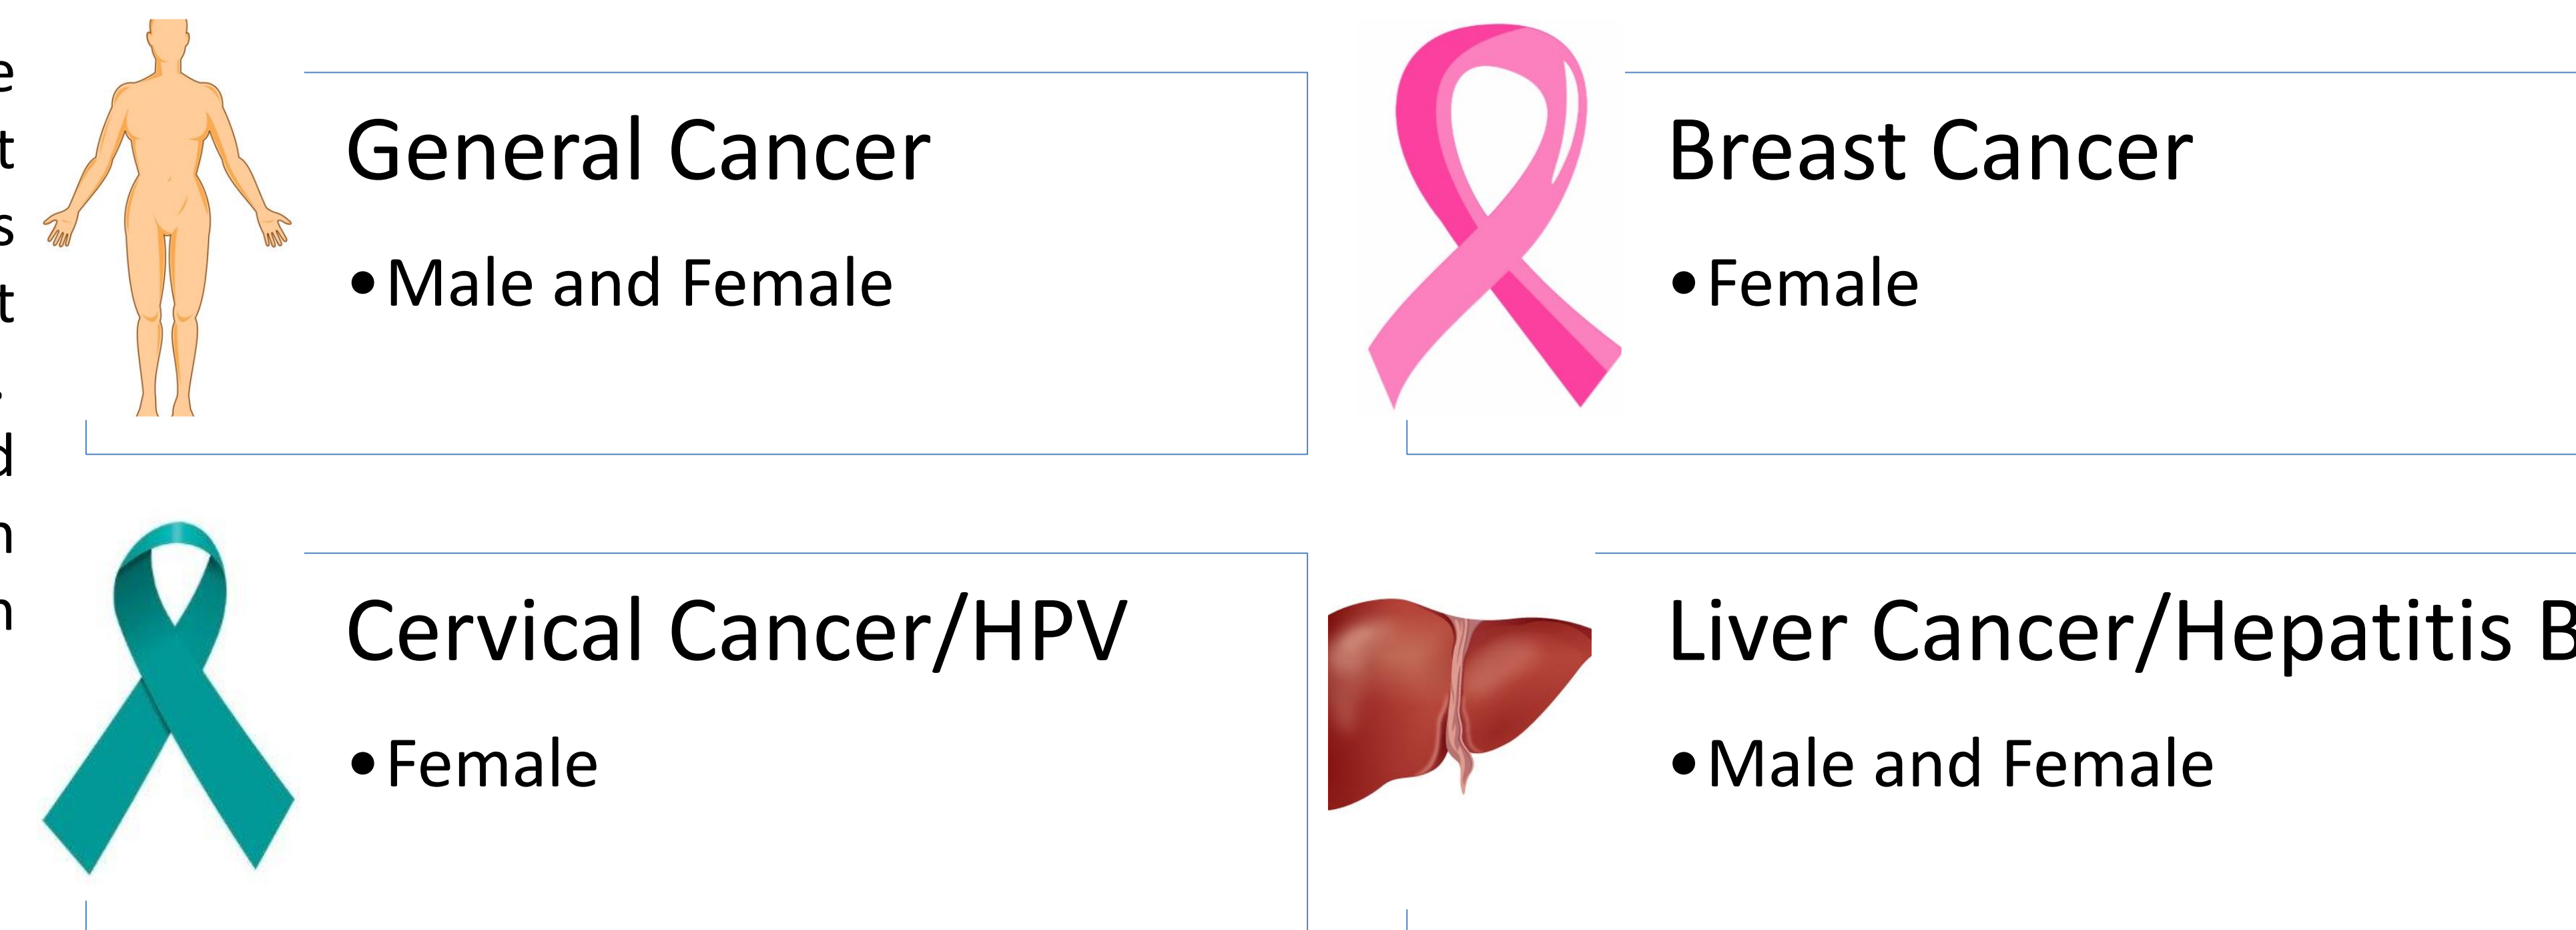 General Cancer
• Male and Female
Breast Cancer
• Female
Cervical Cancer/HPV
• Female
Liver Cancer/Hepatitis B
• Male and Female